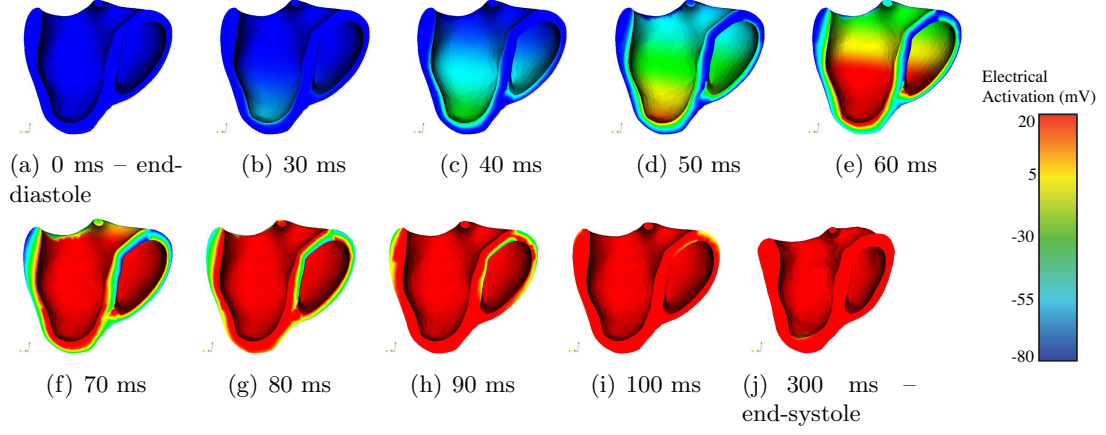 Electrical
Activation (mV)
20
5
-30
-55
-80
(a) 0 ms – end-
diastole
(b) 30 ms
(c) 40 ms
(d) 50 ms
(e) 60 ms
(f) 70 ms
(g) 80 ms
(h) 90 ms
(i) 100 ms
(j) 300 ms –
end-systole